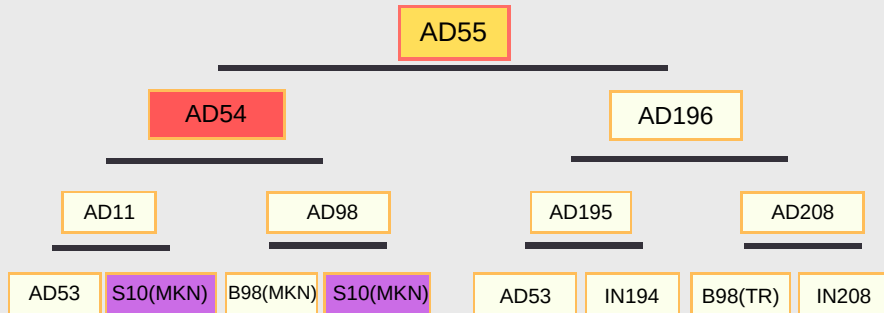 AD55
AD54
AD196
AD11
AD98
AD195
AD208
AD53
S10(MKN)
B98(MKN)
S10(MKN)
AD53
IN194
B98(TR)
IN208